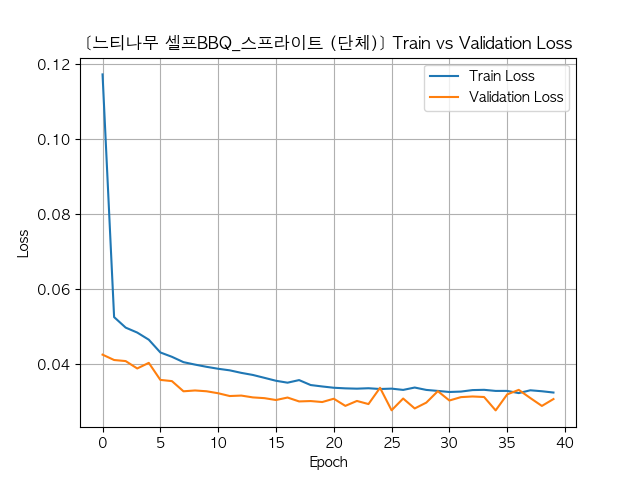 [느티나무 셀프BBQ_스프라이트 (단체)] Train vs Validation Loss
Train Loss
Validation Loss
0.12
0.10
0.08
0.06
0.04
Loss
0 5 10 15 20 25 30 35 40
Epoch